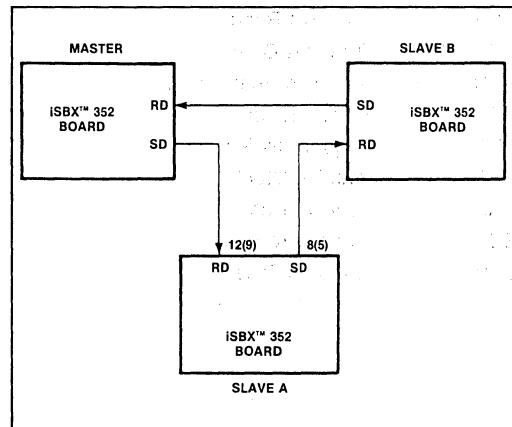 MASTER
SLAVE B
iSBX™ 352
BOARD
RD
SD
SD
RD
iSBX™ 352
BOARD
12(9)
8(5)
RD
SD
iSBX™ 352
BOARD
SLAVE A